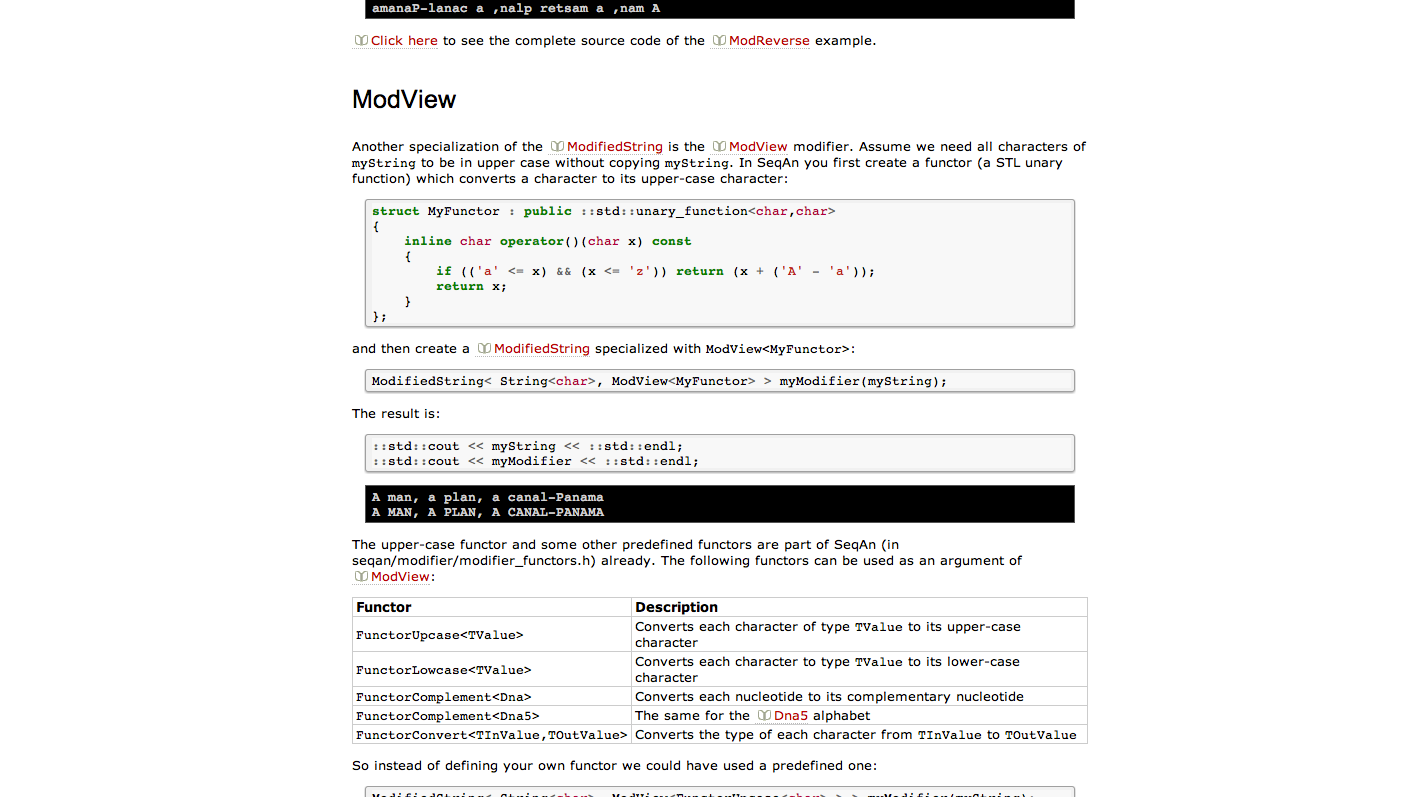 amanaP-lanac a ,nalp retsam a ,nam A
Click here to see the complete source code of the ModReverse example.
ModView
Another specialization of the ModifiedString is the ModView modifier. Assume we need all characters of
myString to be in upper case without copying myString. In SeqAn you first create a functor (a STL unary
function) which converts a character to its upper-case character:
struct MyFunctor : public ::std::unary_function<char,char>
{
    inline char operator()(char x) const
    {
        if (('a' <= x) && (x <= 'z')) return (x + ('A' - 'a'));
        return x;
    }
};
and then create a ModifiedString specialized with ModView<MyFunctor>:
ModifiedString< String<char>, ModView<MyFunctor> > myModifier(myString);
The result is:
::std::cout << myString << ::std::endl;
::std::cout << myModifier << ::std::endl;
A man, a plan, a canal-Panama
A MAN, A PLAN, A CANAL-PANAMA
The upper-case functor and some other predefined functors are part of SeqAn (in
seqan/modifier/modifier_functors.h) already. The following functors can be used as an argument of
ModView:
Functor Description
FunctorUpcase<TValue> Converts each character of type TValue to its upper-case
character
FunctorLowcase<TValue> Converts each character to type TValue to its lower-case
character
FunctorComplement<Dna> Converts each nucleotide to its complementary nucleotide
FunctorComplement<Dna5> The same for the Dna5 alphabet
FunctorConvert<TInValue,TOutValue> Converts the type of each character from TInValue to TOutValue
So instead of defining your own functor we could have used a predefined one:
ModifiedString< String<char>, ModView<FunctorUpcase<char> > > myModifier(myString);